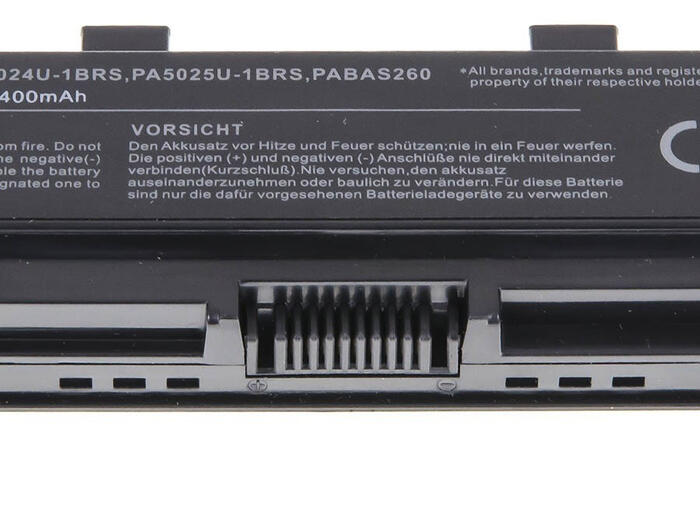 024U-1BRS,PA5025U-1BRS,PABAS260
400mAh
*All brands,trademarks and
property of their respective holde
om fire. Do not
he negative(-)
ble the battery
gnated one to
VORSICHT
Den Akkusatz vor Hitze und Feuer schützen;nie in ein Feuer werfen.
Die positiven (+) und negativen (-) Anschlüße nie direkt miteinander
verbinden(Kurzschluß).Nie versuchen,den akkusatz
auseinanderzunehmen oder baulich zu verändern.Für diese Batterie
sind nur die dafür vorgesehenen Batterieladegeräte zu verwenden.